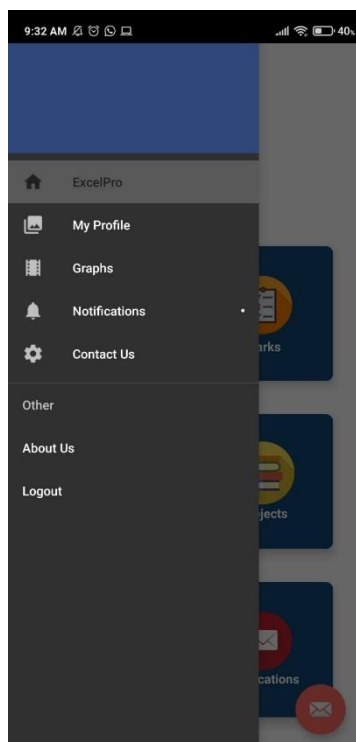 9:32 AM
40%
ExcelPro
My Profile
Graphs
Notifications
Contact Us
Other
About Us
Logout
arks
jects
cations